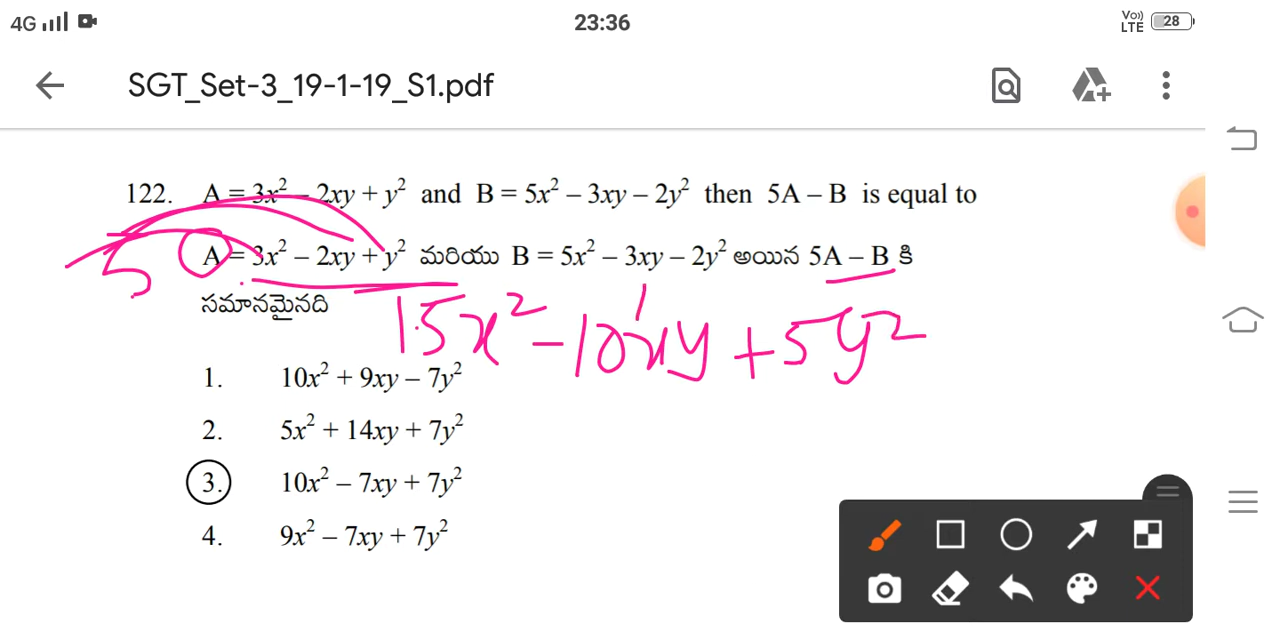 4G 23:36 Vo)) LTE 28
SGT_Set-3_19-1-19_S1.pdf
122. A = 3x² – 2xy + y² and B = 5x² – 3xy – 2y² then 5A – B is equal to
5 A = 3x² – 2xy + y² మరియు B = 5x² – 3xy – 2y² అయిన 5A – B కి
సమానమైనది
15x² – 10xy + 5y²
1. 10x² + 9xy – 7y²
2. 5x² + 14xy + 7y²
3. 10x² – 7xy + 7y²
4. 9x² – 7xy + 7y²